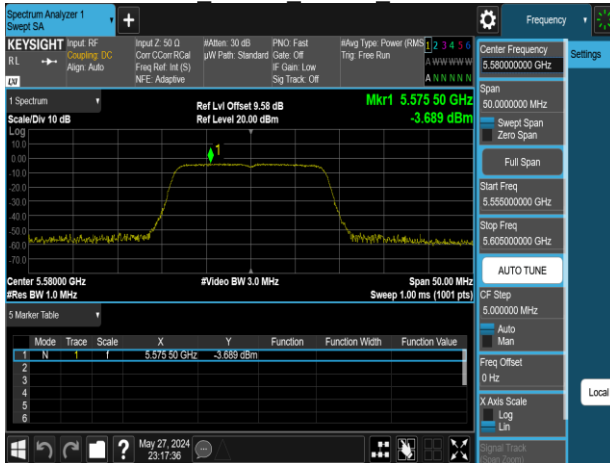 Spectrum Analyzer 1
Swept SA
+
Frequency
KEYSIGHT
Input: RF
Coupling: DC
Align: Auto
Input Z: 50 Ω
Corr CCorr RCal
Freq Ref: Int (S)
NFE: Adaptive
#Atten: 30 dB
µW Path: Standard
PNO: Fast
Gate: Off
IF Gain: Low
Sig Track: Off
#Avg Type: Power (RMS
Trig: Free Run
1 2 3 4 5 6
A W W W W W
A N N N N N
RL
LXI
1 Spectrum
Scale/Div 10 dB
Log
Ref Lvl Offset 9.58 dB
Ref Level 20.00 dBm
Mkr1 5.575 50 GHz
-3.689 dBm
1
10.0
0.00
-10.0
-20.0
-30.0
-40.0
-50.0
-60.0
-70.0
Center 5.58000 GHz
#Res BW 1.0 MHz
#Video BW 3.0 MHz
Span 50.00 MHz
Sweep 1.00 ms (1001 pts)
5 Marker Table
Mode Trace Scale X Y Function Function Width Function Value
1 N 1 f 5.575 50 GHz -3.689 dBm
2
3
4
5
6
?
May 27, 2024
23:17:36
Center Frequency
5.580000000 GHz
Span
50.0000000 MHz
Swept Span
Zero Span
Full Span
Start Freq
5.555000000 GHz
Stop Freq
5.605000000 GHz
AUTO TUNE
CF Step
5.000000 MHz
Auto
Man
Freq Offset
0 Hz
X Axis Scale
Log
Lin
Signal Track
(Span Zoom)
Settings
Local